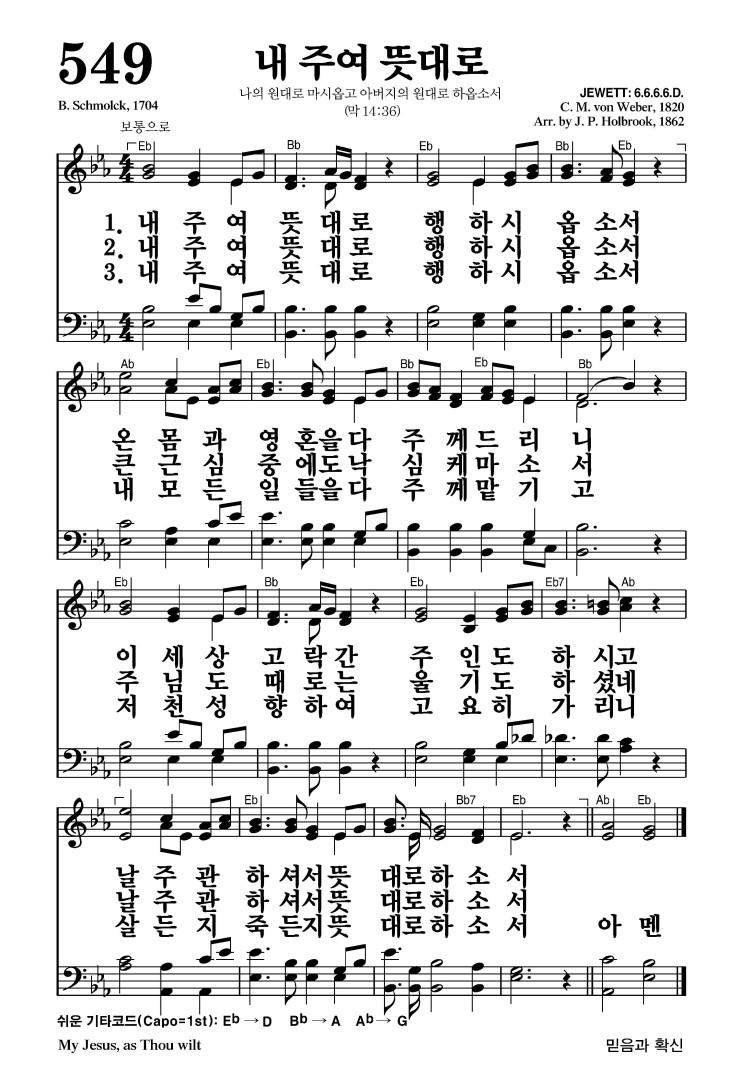 549
내 주여 뜻대로
나의 원대로 마시옵고 아버지의 원대로 하옵소서
(막 14:36)
B. Schmolck, 1704
JEWETT: 6.6.6.6.D.
C. M. von Weber, 1820
Arr. by J. P. Holbrook, 1862
보통으로
Eb Bb Eb Bb Eb
1. 내 주 여 뜻 대 로 행 하 시 옵 소 서
2. 내 주 여 뜻 대 로 행 하 시 옵 소 서
3. 내 주 여 뜻 대 로 행 하 시 옵 소 서
Ab Eb Bb Eb Bb
온 몸 과 영 혼 을 다 주 께 드 리 니
큰 근 심 중 에 도 낙 심 케 마 소 서
내 모 든 일 들 을 다 주 께 맡 기 고
Eb Bb Eb Eb7 Ab
이 세 상 고 락 간 주 인 도 하 시 고
주 님 도 때 로 는 울 기 도 하 셨 네
저 천 성 향 하 여 고 요 히 가 리 니
Eb Bb7 Eb Ab Eb
날 주 관 하 셔 서 뜻 대 로 하 소 서
날 주 관 하 셔 서 뜻 대 로 하 소 서
살 든 지 죽 든 지 뜻 대 로 하 소 서 아 멘
쉬운 기타코드(Capo=1st): Eb → D Bb → A Ab → G
My Jesus, as Thou wilt
믿음과 확신